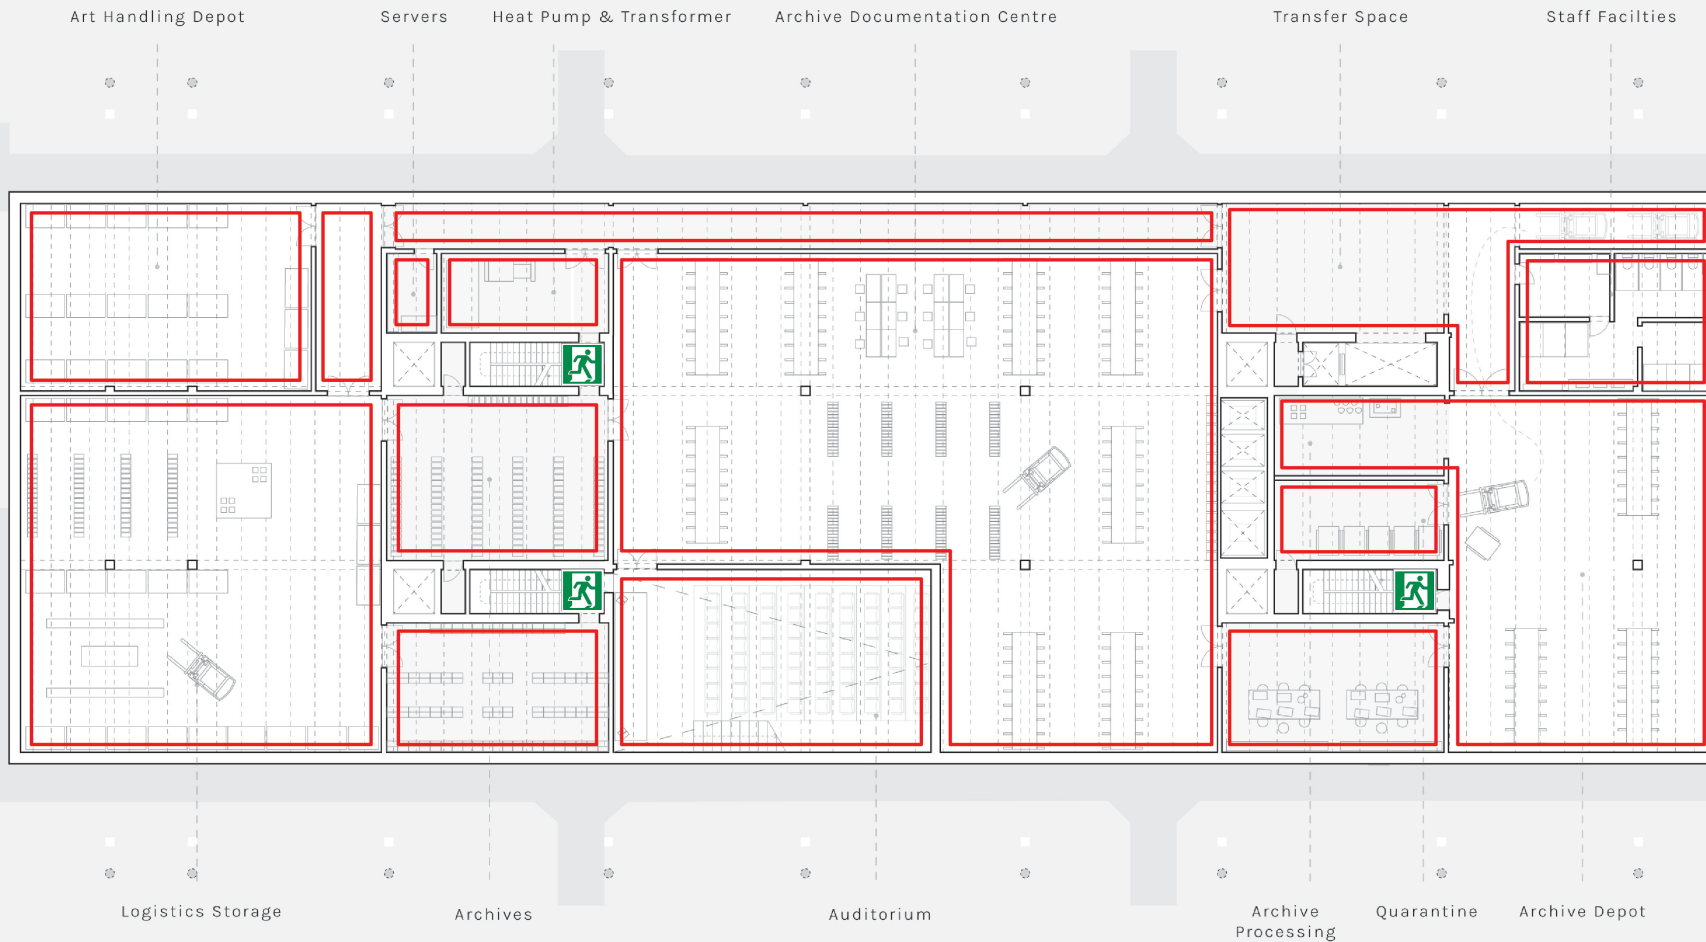 Art Handling Depot
Servers
Heat Pump & Transformer
Archive Documentation Centre
Transfer Space
Staff Facilties
Logistics Storage
Archives
Auditorium
Archive
Processing
Quarantine
Archive Depot